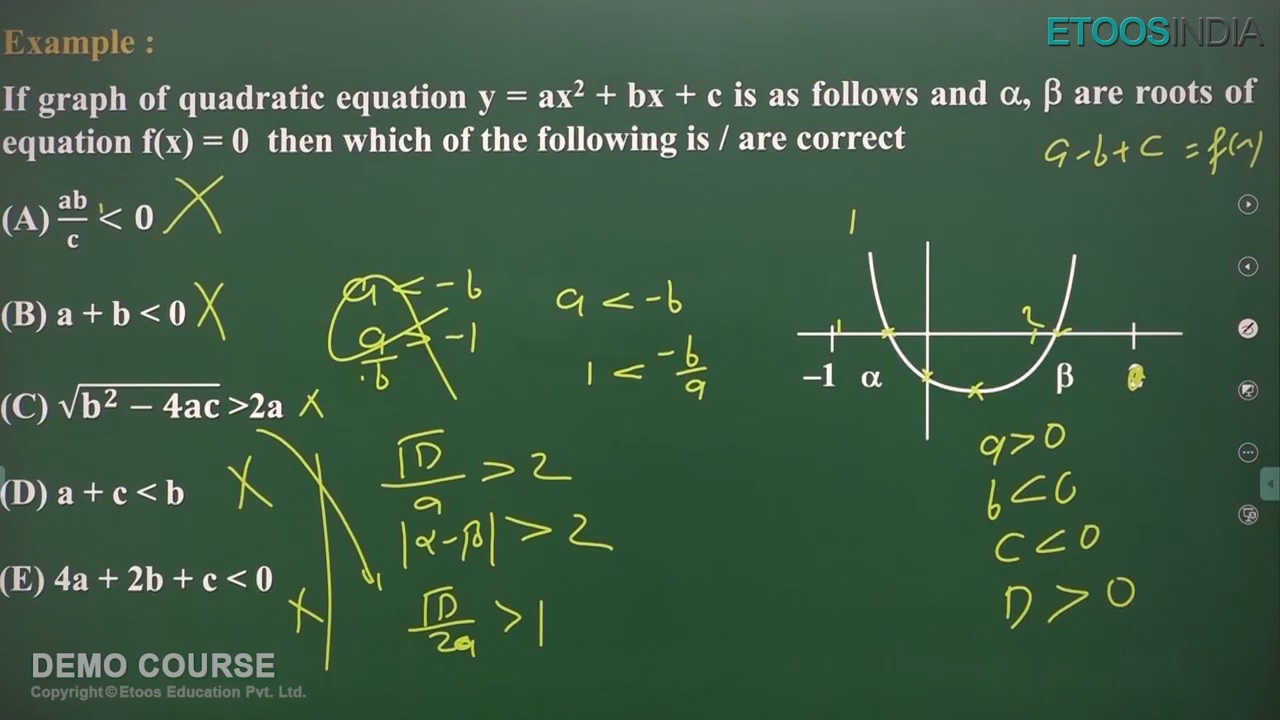 Example :
ETOOSINDIA
If graph of quadratic equation y = ax² + bx + c is as follows and α, β are roots of
equation f(x) = 0 then which of the following is / are correct
a - b + c = f(
(A) ab/c < 0 X
(B) a + b < 0 X
(C) √(b² − 4ac) >2a X
(D) a + c < b X
(E) 4a + 2b + c < 0 X
a < -b
a/b > -1
a < -b
1 < -b/a
√D/a > 2
|α-β| > 2
√D/2a > 1
1
2
−1 α β
a>0
b<0
c<0
D > 0
DEMO COURSE
Copyright © Etoos Education Pvt. Ltd.